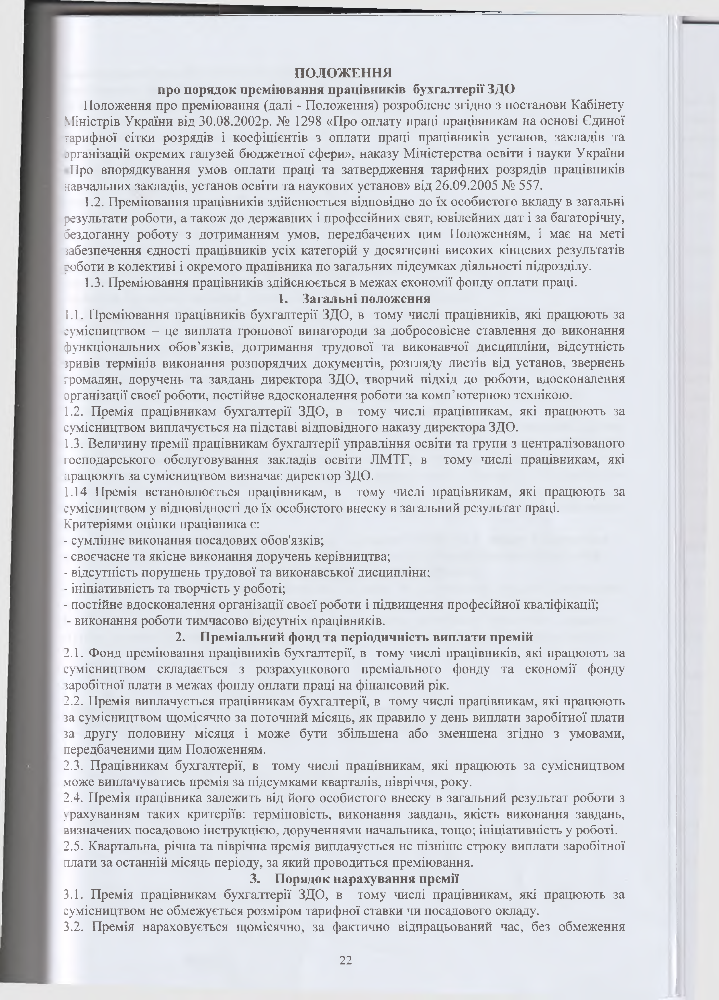 ПОЛОЖЕННЯ
про порядок преміювання працівників бухгалтерії ЗДО
Положення про преміювання (далі - Положення) розроблене згідно з постанови Кабінету
Міністрів України від 30.08.2002р. № 1298 «Про оплату праці працівникам на основі Єдиної
тарифної сітки розрядів і коефіцієнтів з оплати праці працівників установ, закладів та
організацій окремих галузей бюджетної сфери», наказу Міністерства освіти і науки України
«Про впорядкування умов оплати праці та затвердження тарифних розрядів працівників
навчальних закладів, установ освіти та наукових установ» від 26.09.2005 № 557.
1.2. Преміювання працівників здійснюється відповідно до їх особистого вкладу в загальні
результати роботи, а також до державних і професійних свят, ювілейних дат і за багаторічну,
бездоганну роботу з дотриманням умов, передбачених цим Положенням, і має на меті
забезпечення єдності працівників усіх категорій у досягненні високих кінцевих результатів
роботи в колективі і окремого працівника по загальних підсумках діяльності підрозділу.
1.3. Преміювання працівників здійснюється в межах економії фонду оплати праці.
1. Загальні положення
1.1. Преміювання працівників бухгалтерії ЗДО, в тому числі працівників, які працюють за
сумісництвом – це виплата грошової винагороди за добросовісне ставлення до виконання
функціональних обов’язків, дотримання трудової та виконавчої дисципліни, відсутність
зривів термінів виконання розпорядчих документів, розгляду листів від установ, звернень
громадян, доручень та завдань директора ЗДО, творчий підхід до роботи, вдосконалення
організації своєї роботи, постійне вдосконалення роботи за комп’ютерною технікою.
1.2. Премія працівникам бухгалтерії ЗДО, в тому числі працівникам, які працюють за
сумісництвом виплачується на підставі відповідного наказу директора ЗДО.
1.3. Величину премії працівникам бухгалтерії управління освіти та групи з централізованого
господарського обслуговування закладів освіти ЛМТГ, в тому числі працівникам, які
працюють за сумісництвом визначає директор ЗДО.
1.14 Премія встановлюється працівникам, в тому числі працівникам, які працюють за
сумісництвом у відповідності до їх особистого внеску в загальний результат праці.
Критеріями оцінки працівника є:
- сумлінне виконання посадових обов'язків;
- своєчасне та якісне виконання доручень керівництва;
- відсутність порушень трудової та виконавської дисципліни;
- ініціативність та творчість у роботі;
- постійне вдосконалення організації своєї роботи і підвищення професійної кваліфікації;
- виконання роботи тимчасово відсутніх працівників.
2. Преміальний фонд та періодичність виплати премій
2.1. Фонд преміювання працівників бухгалтерії, в тому числі працівників, які працюють за
сумісництвом складається з розрахункового преміального фонду та економії фонду
заробітної плати в межах фонду оплати праці на фінансовий рік.
2.2. Премія виплачується працівникам бухгалтерії, в тому числі працівникам, які працюють
за сумісництвом щомісячно за поточний місяць, як правило у день виплати заробітної плати
за другу половину місяця і може бути збільшена або зменшена згідно з умовами,
передбаченими цим Положенням.
2.3. Працівникам бухгалтерії, в тому числі працівникам, які працюють за сумісництвом
може виплачуватись премія за підсумками кварталів, півріччя, року.
2.4. Премія працівника залежить від його особистого внеску в загальний результат роботи з
урахуванням таких критеріїв: терміновість, виконання завдань, якість виконання завдань,
визначених посадовою інструкцією, дорученнями начальника, тощо; ініціативність у роботі.
2.5. Квартальна, річна та піврічна премія виплачується не пізніше строку виплати заробітної
плати за останній місяць періоду, за який проводиться преміювання.
3. Порядок нарахування премії
3.1. Премія працівникам бухгалтерії ЗДО, в тому числі працівникам, які працюють за
сумісництвом не обмежується розміром тарифної ставки чи посадового окладу.
3.2. Премія нараховується щомісячно, за фактично відпрацьований час, без обмеження
22